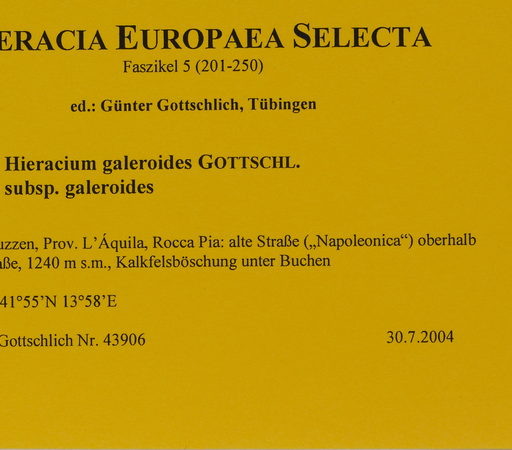 ERACIA EUROPAEA SELECTA
Faszikel 5 (201-250)
ed.: Günter Gottschlich, Tübingen
Hieracium galeroides GOTTSCHL.
subsp. galeroides
uzzen, Prov. L'Áquila, Rocca Pia: alte Straße („Napoleonica“) oberhalb
aße, 1240 m s.m., Kalkfelsböschung unter Buchen
41°55'N 13°58'E
Gottschlich Nr. 43906 30.7.2004